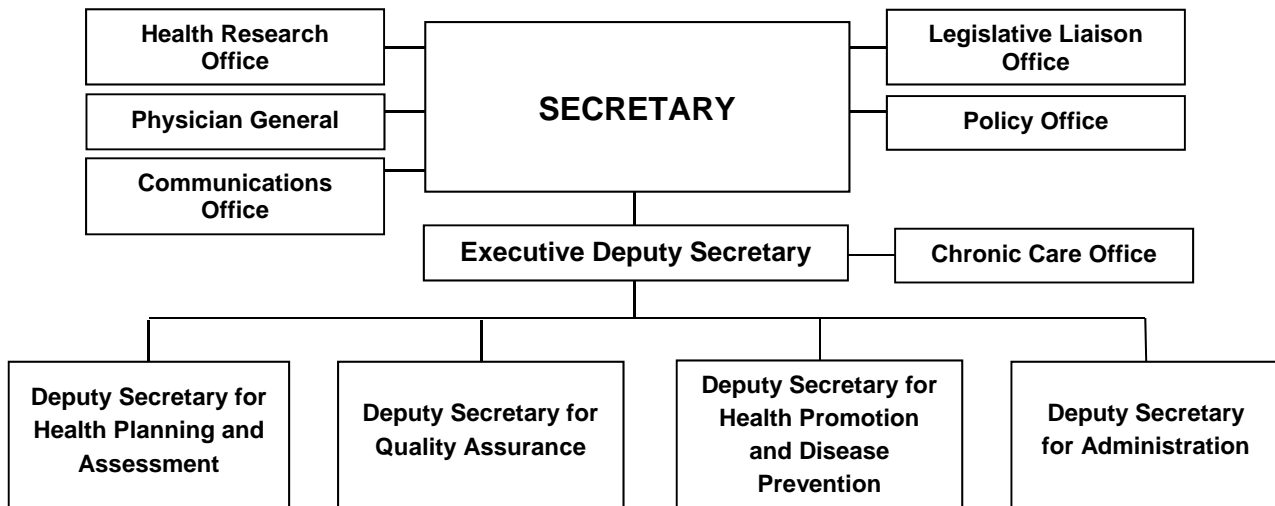 Health Research
Office
Physician General
Communications
Office
SECRETARY
Legislative Liaison
Office
Policy Office
Executive Deputy Secretary
Chronic Care Office
Deputy Secretary for
Health Planning and
Assessment
Deputy Secretary for
Quality Assurance
Deputy Secretary for
Health Promotion
and Disease
Prevention
Deputy Secretary
for Administration